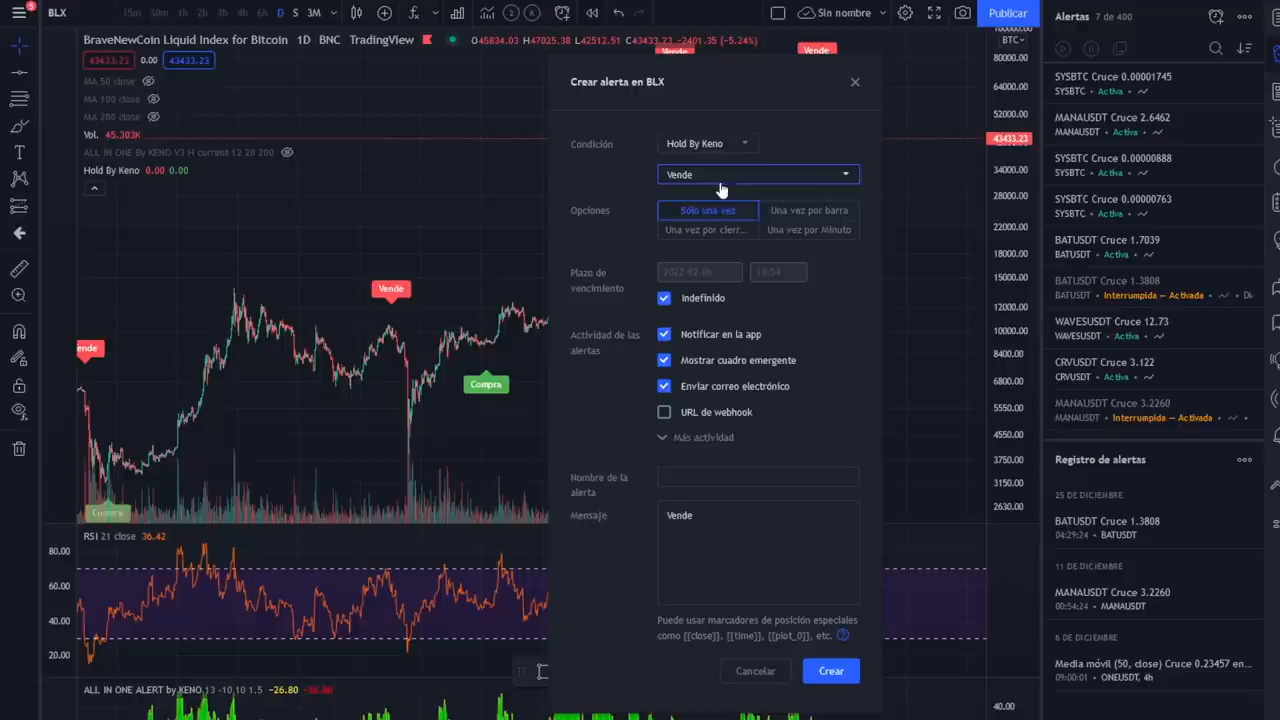 3
BLX
15m
30m
1h
2h
3h
4h
6h
D
S
3M
2
K
Sin nombre
Publicar
BraveNewCoin Liquid Index for Bitcoin 1D BNC TradingView
O45834.03 H47025.38 L42512.51 C43433.23 −2401.35 (−5.24%)
43433.23 0.00 43433.23
MA 50 close
MA 100 close
MA 200 close
Vol. 45.303K
ALL IN ONE By KENO V3 H current 12 20 200
Hold By Keno 0.00 0.00
Vende
Vende
Vende
ende
Compra
Compra
RSI 21 close 36.42
80.00
60.00
40.00
20.00
ALL IN ONE ALERT by KENO 13 -10 10 1.5 −26.80 −36.80
Crear alerta en BLX
Condición
Hold By Keno
Vende
Opciones
Sólo una vez
Una vez por barra
Una vez por cierr...
Una vez por Minuto
Plazo de
vencimiento
2022-02-06
19:54
Indefinido
Actividad de las
alertas
Notificar en la app
Mostrar cuadro emergente
Enviar correo electrónico
URL de webhook
Más actividad
Nombre de la
alerta
Mensaje
Vende
Puede usar marcadores de posición especiales
como {{close}}, {{time}}, {{plot_0}}, etc.
Cancelar
Crear
100000.00
BTC
80000.00
64000.00
52000.00
43433.23
34000.00
28000.00
22000.00
18000.00
15000.00
12000.00
10000.00
8400.00
6800.00
5550.00
4550.00
3750.00
3150.00
2630.00
40.00
Alertas 7 de 400
SYSBTC Cruce 0.00001745
SYSBTC • Activa •
MANAUSDT Cruce 2.6462
MANAUSDT • Activa •
SYSBTC Cruce 0.00000888
SYSBTC • Activa •
SYSBTC Cruce 0.00000763
SYSBTC • Activa •
BATUSDT Cruce 1.7039
BATUSDT • Activa •
BATUSDT Cruce 1.3808
BATUSDT • Interrumpida — Activada •
WAVESUSDT Cruce 12.73
WAVESUSDT • Activa •
CRVUSDT Cruce 3.122
CRVUSDT • Activa •
MANAUSDT Cruce 3.2260
MANAUSDT • Interrumpida — Activada •
Registro de alertas
25 DE DICIEMBRE
BATUSDT Cruce 1.3808
04:29:24 • BATUSDT
11 DE DICIEMBRE
MANAUSDT Cruce 3.2260
00:54:24 • MANAUSDT
6 DE DICIEMBRE
Media móvil (50, close) Cruce 0.23457 en...
09:00:01 • ONEUSDT, 4h